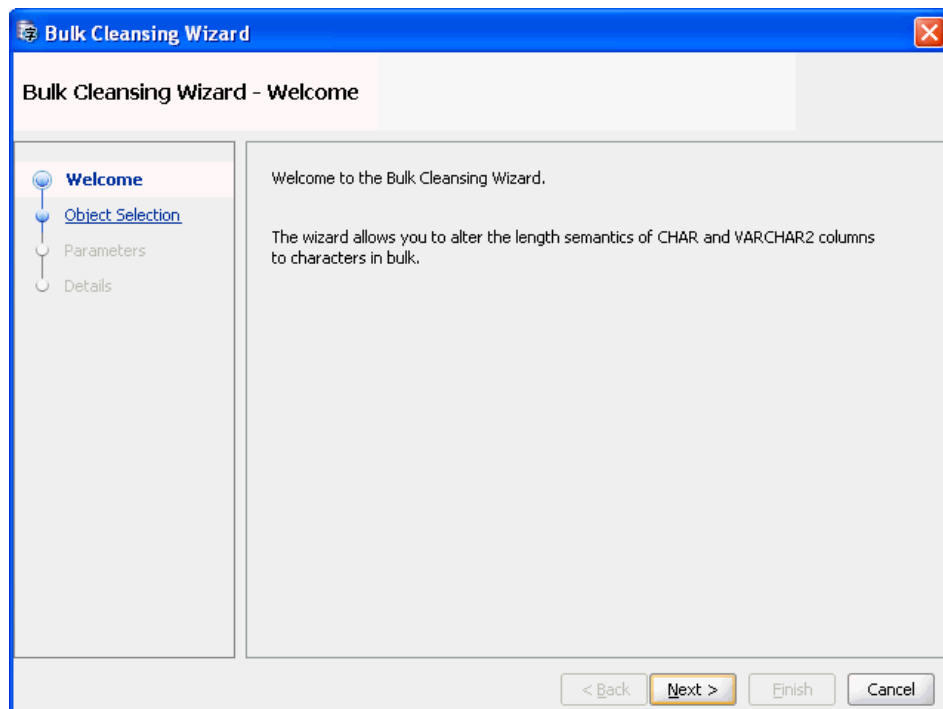 Bulk Cleansing Wizard
Bulk Cleansing Wizard - Welcome
Welcome
Object Selection
Parameters
Details
Welcome to the Bulk Cleansing Wizard.
The wizard allows you to alter the length semantics of CHAR and VARCHAR2 columns
to characters in bulk.
< Back
Next >
Finish
Cancel